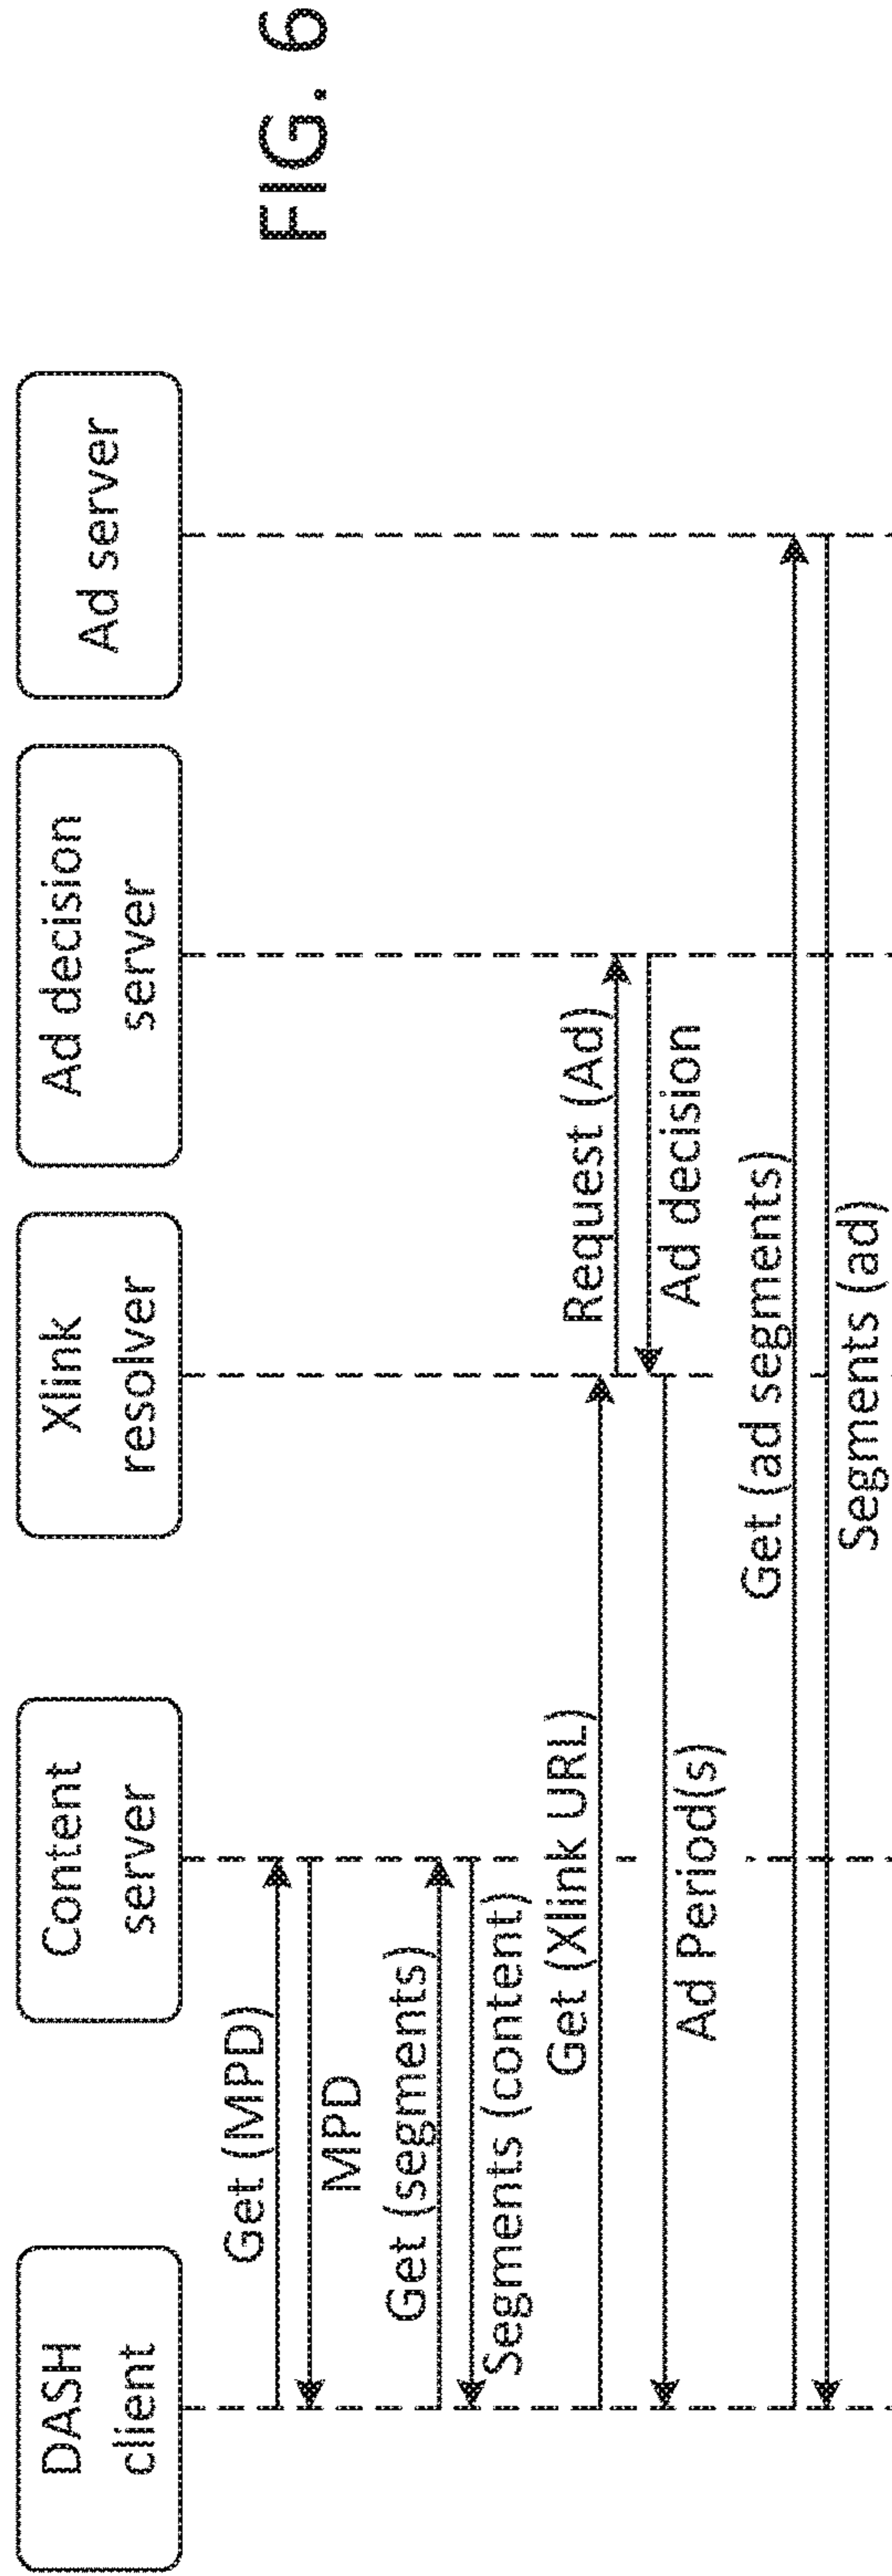 DASH
client
Content
server
Xlink
resolver
Ad decision
server
Ad server
Get (MPD)
MPD
Get (segments)
Segments (content)
Get (Xlink URL)
Request (Ad)
Ad decision
Ad Period(s)
Get (ad segments)
Segments (ad)
FIG. 6